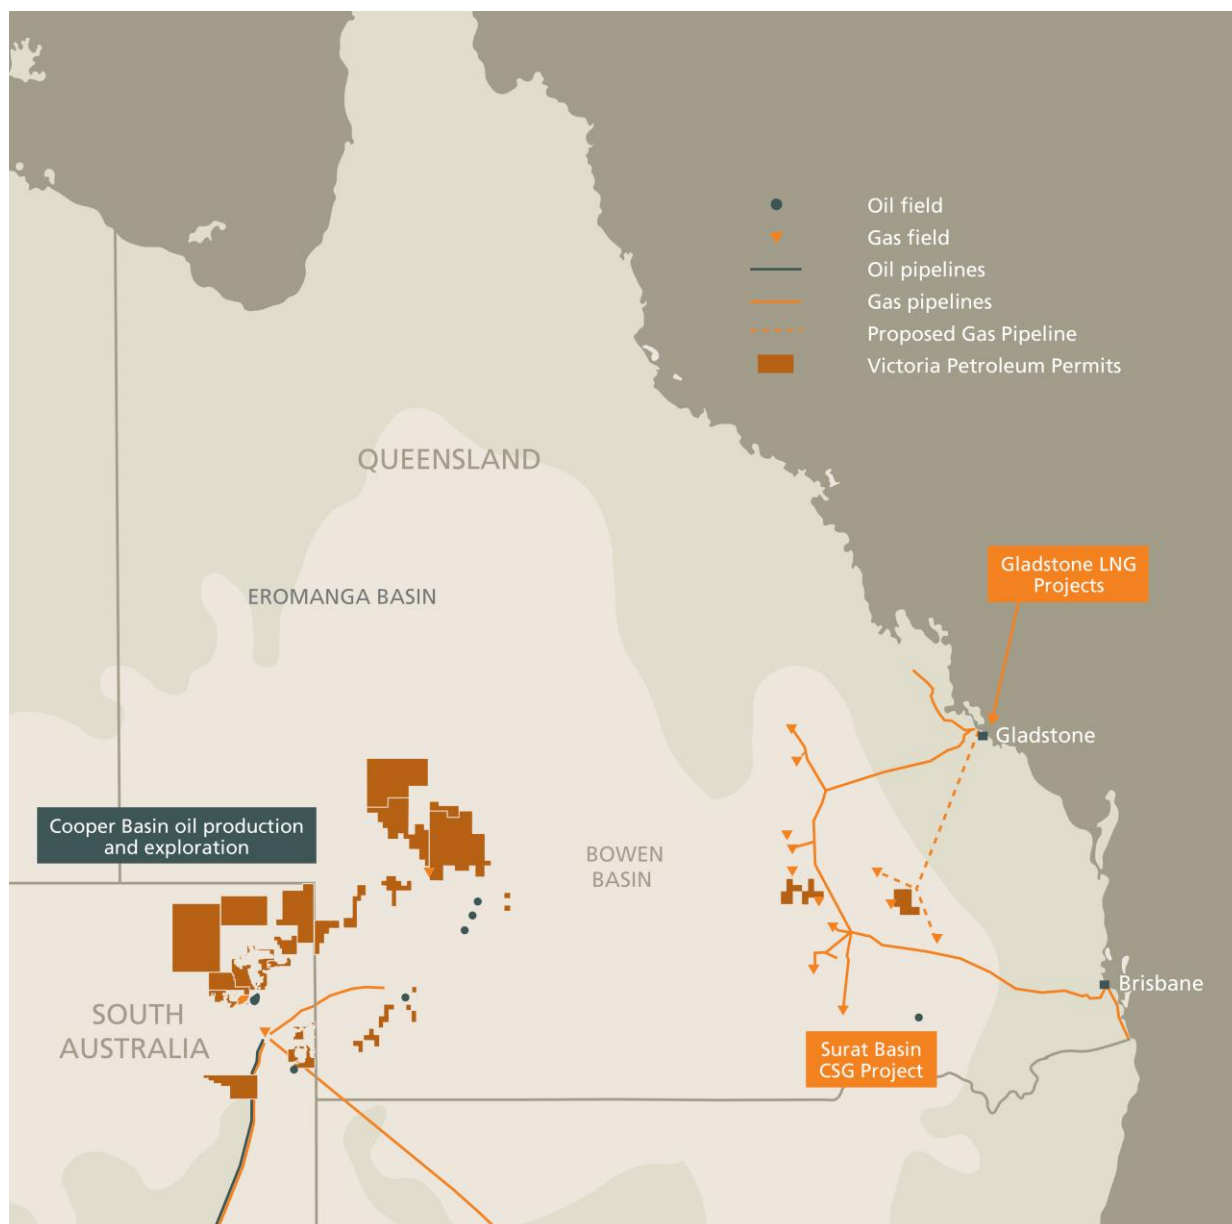 Oil field
Gas field
Oil pipelines
Gas pipelines
Proposed Gas Pipeline
Victoria Petroleum Permits
QUEENSLAND
Gladstone LNG
Projects
EROMANGA BASIN
Gladstone
Cooper Basin oil production
and exploration
BOWEN
BASIN
Brisbane
SOUTH
AUSTRALIA
Surat Basin
CSG Project